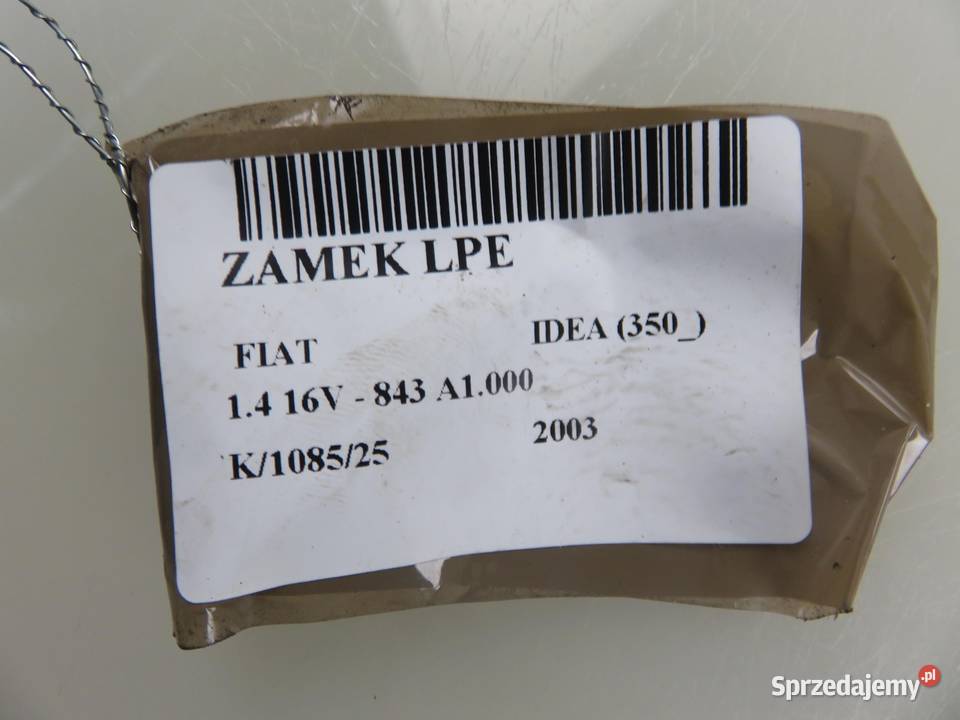 ZAMEK LPE
FIAT IDEA (350_)
1.4 16V - 843 A1.000
K/1085/25 2003
Sprzedajemy.pl